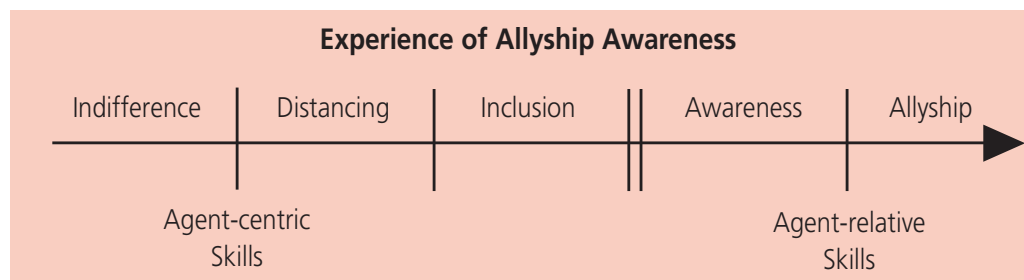 Experience of Allyship Awareness
Indifference Distancing Inclusion Awareness Allyship
Agent-centric Agent-relative
Skills Skills